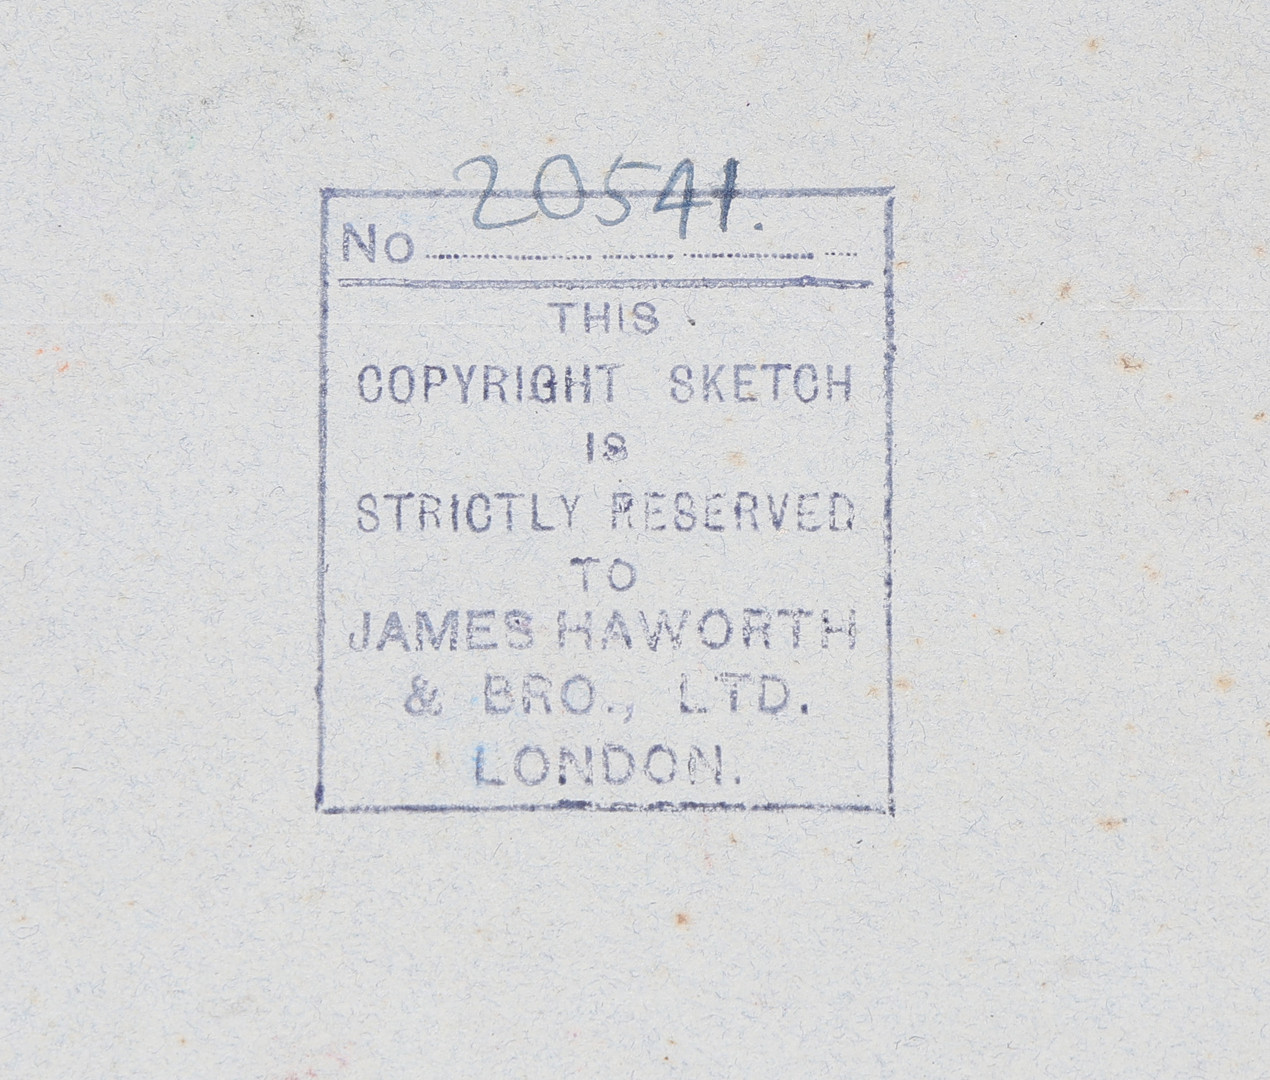 No 20541.
THIS
COPYRIGHT SKETCH
IS
STRICTLY RESERVED
TO
JAMES HAWORTH
& BRO., LTD.
LONDON.